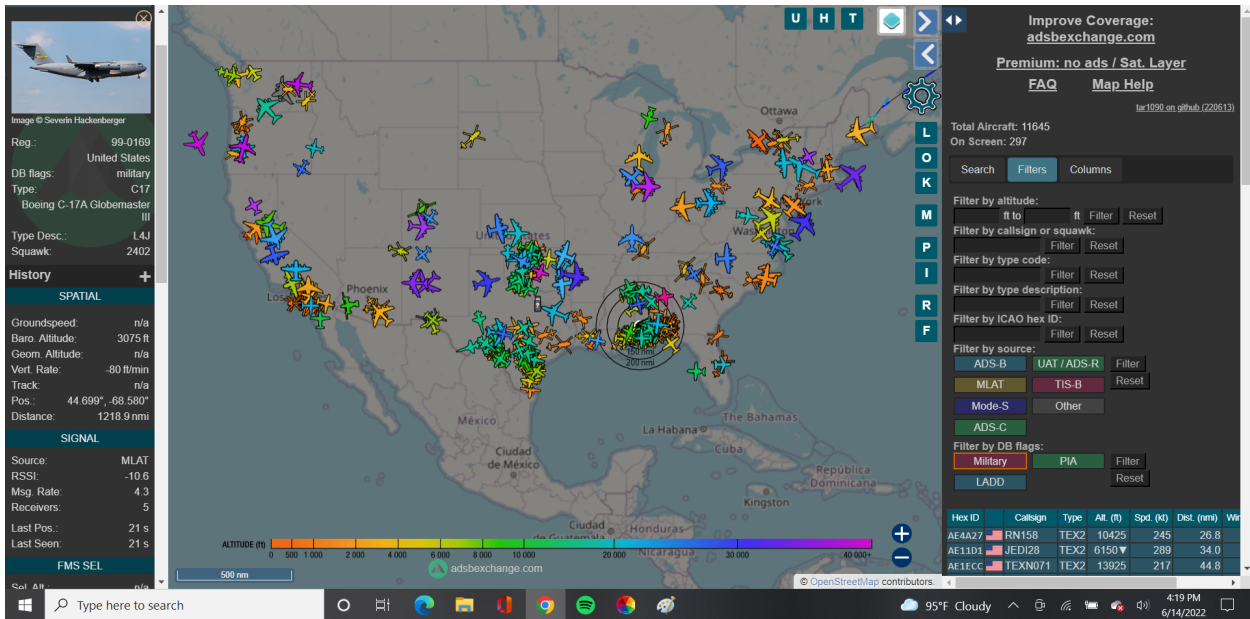 Image © Severin Hackenberger
Reg.: 99-0169
United States
DB flags: military
Type: C17
Boeing C-17A Globemaster
III
Type Desc.: L4J
Squawk: 2402
History +
SPATIAL
Groundspeed: n/a
Baro. Altitude: 3075 ft
Geom. Altitude: n/a
Vert. Rate: -80 ft/min
Track: n/a
Pos.: 44.699°, -68.580°
Distance: 1218.9 nmi
SIGNAL
Source: MLAT
RSSI: -10.6
Msg. Rate: 4.3
Receivers: 5
Last Pos.: 21 s
Last Seen: 21 s
FMS SEL
Sel. Alt.: n/a
U H T
L
O
K
M
P
I
R
F
Ottawa
York
Washington
United States
Los
Phoenix
150 nmi
200 nmi
México
Ciudad
de México
La Habana
The Bahamas
Cuba
República
Dominicana
Kingston
Ciudad
de Guatemala
Honduras
Nicaragua
ALTITUDE (ft) 0 500 1 000 2 000 4 000 6 000 8 000 10 000 20 000 30 000 40 000+
adsbexchange.com
500 nm
© OpenStreetMap contributors.
Improve Coverage:
adsbexchange.com
Premium: no ads / Sat. Layer
FAQ Map Help
tar1090 on github (220613)
Total Aircraft: 11645
On Screen: 297
Search Filters Columns
Filter by altitude:
ft to ft Filter Reset
Filter by callsign or squawk:
Filter Reset
Filter by type code:
Filter Reset
Filter by type description:
Filter Reset
Filter by ICAO hex ID:
Filter Reset
Filter by source:
ADS-B UAT / ADS-R Filter
MLAT TIS-B Reset
Mode-S Other
ADS-C
Filter by DB flags:
Military PIA Filter
LADD Reset
Hex ID Callsign Type Alt. (ft) Spd. (kt) Dist. (nmi)
AE4A27 RN158 TEX2 10425 245 26.8
AE11D1 JEDI28 TEX2 6150▼ 289 34.0
AE1ECC TEXN071 TEX2 13925 217 44.8
Type here to search
95°F Cloudy
4:19 PM
6/14/2022